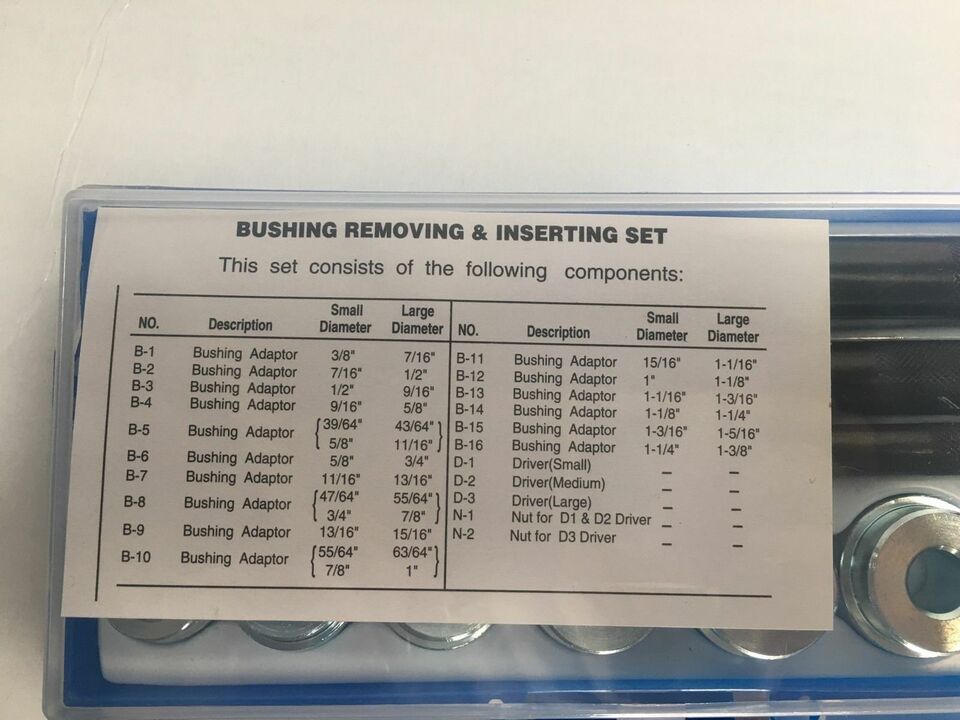 BUSHING REMOVING & INSERTING SET
This set consists of the following components:
NO. Description Small Diameter Large Diameter
B-1 Bushing Adaptor 3/8" 7/16"
B-2 Bushing Adaptor 7/16" 1/2"
B-3 Bushing Adaptor 1/2" 9/16"
B-4 Bushing Adaptor 9/16" 5/8"
B-5 Bushing Adaptor { 39/64" 43/64" }
5/8" 11/16"
B-6 Bushing Adaptor 5/8" 3/4"
B-7 Bushing Adaptor 11/16" 13/16"
B-8 Bushing Adaptor { 47/64" 55/64" }
3/4" 7/8"
B-9 Bushing Adaptor 13/16" 15/16"
B-10 Bushing Adaptor { 55/64" 63/64" }
7/8" 1"
NO. Description Small Diameter Large Diameter
B-11 Bushing Adaptor 15/16" 1-1/16"
B-12 Bushing Adaptor 1" 1-1/8"
B-13 Bushing Adaptor 1-1/16" 1-3/16"
B-14 Bushing Adaptor 1-1/8" 1-1/4"
B-15 Bushing Adaptor 1-3/16" 1-5/16"
B-16 Bushing Adaptor 1-1/4" 1-3/8"
D-1 Driver(Small) – –
D-2 Driver(Medium) – –
D-3 Driver(Large) – –
N-1 Nut for D1 & D2 Driver – –
N-2 Nut for D3 Driver – –